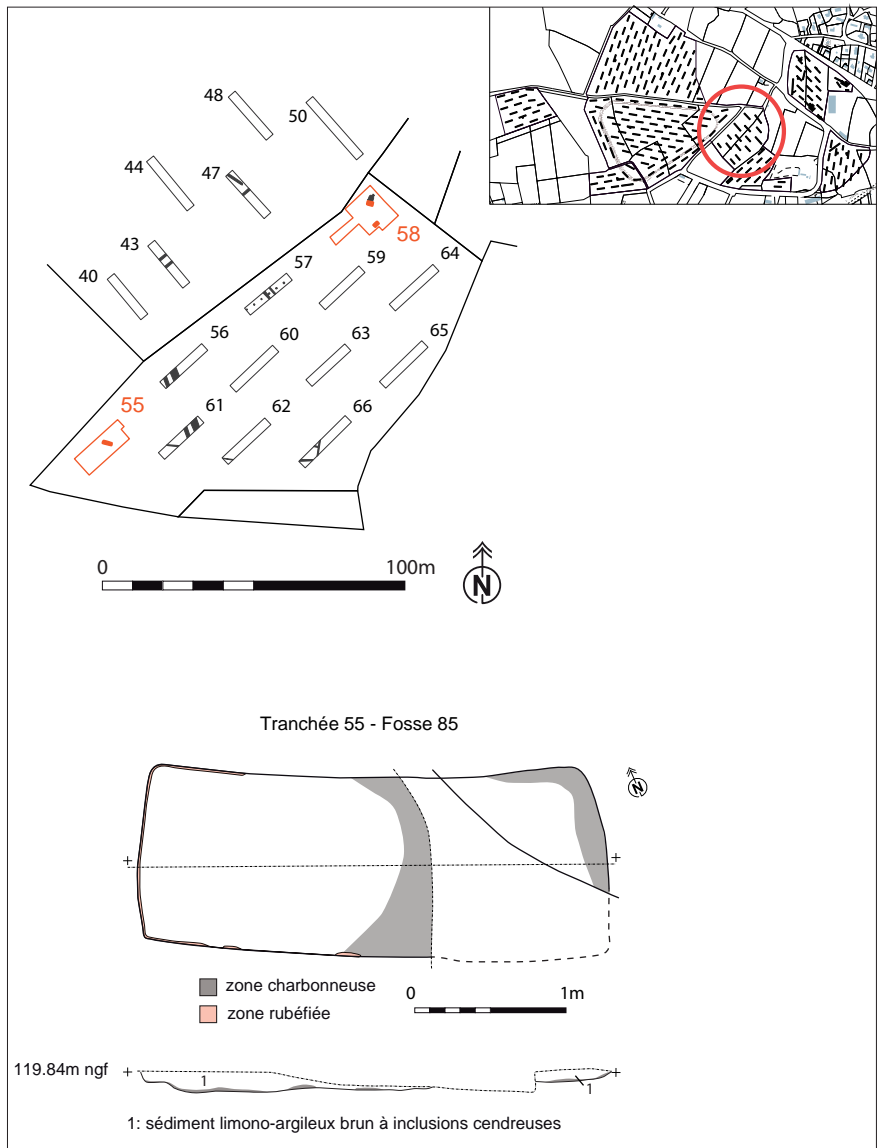 48
50
44
47
43
40
58
57
59
64
56
60
63
65
55
61
62
66
0
100m
N
Tranchée 55 - Fosse 85
N
zone charbonneuse
zone rubéfiée
0
1m
119.84m ngf
1
1
1: sédiment limono-argileux brun à inclusions cendreuses